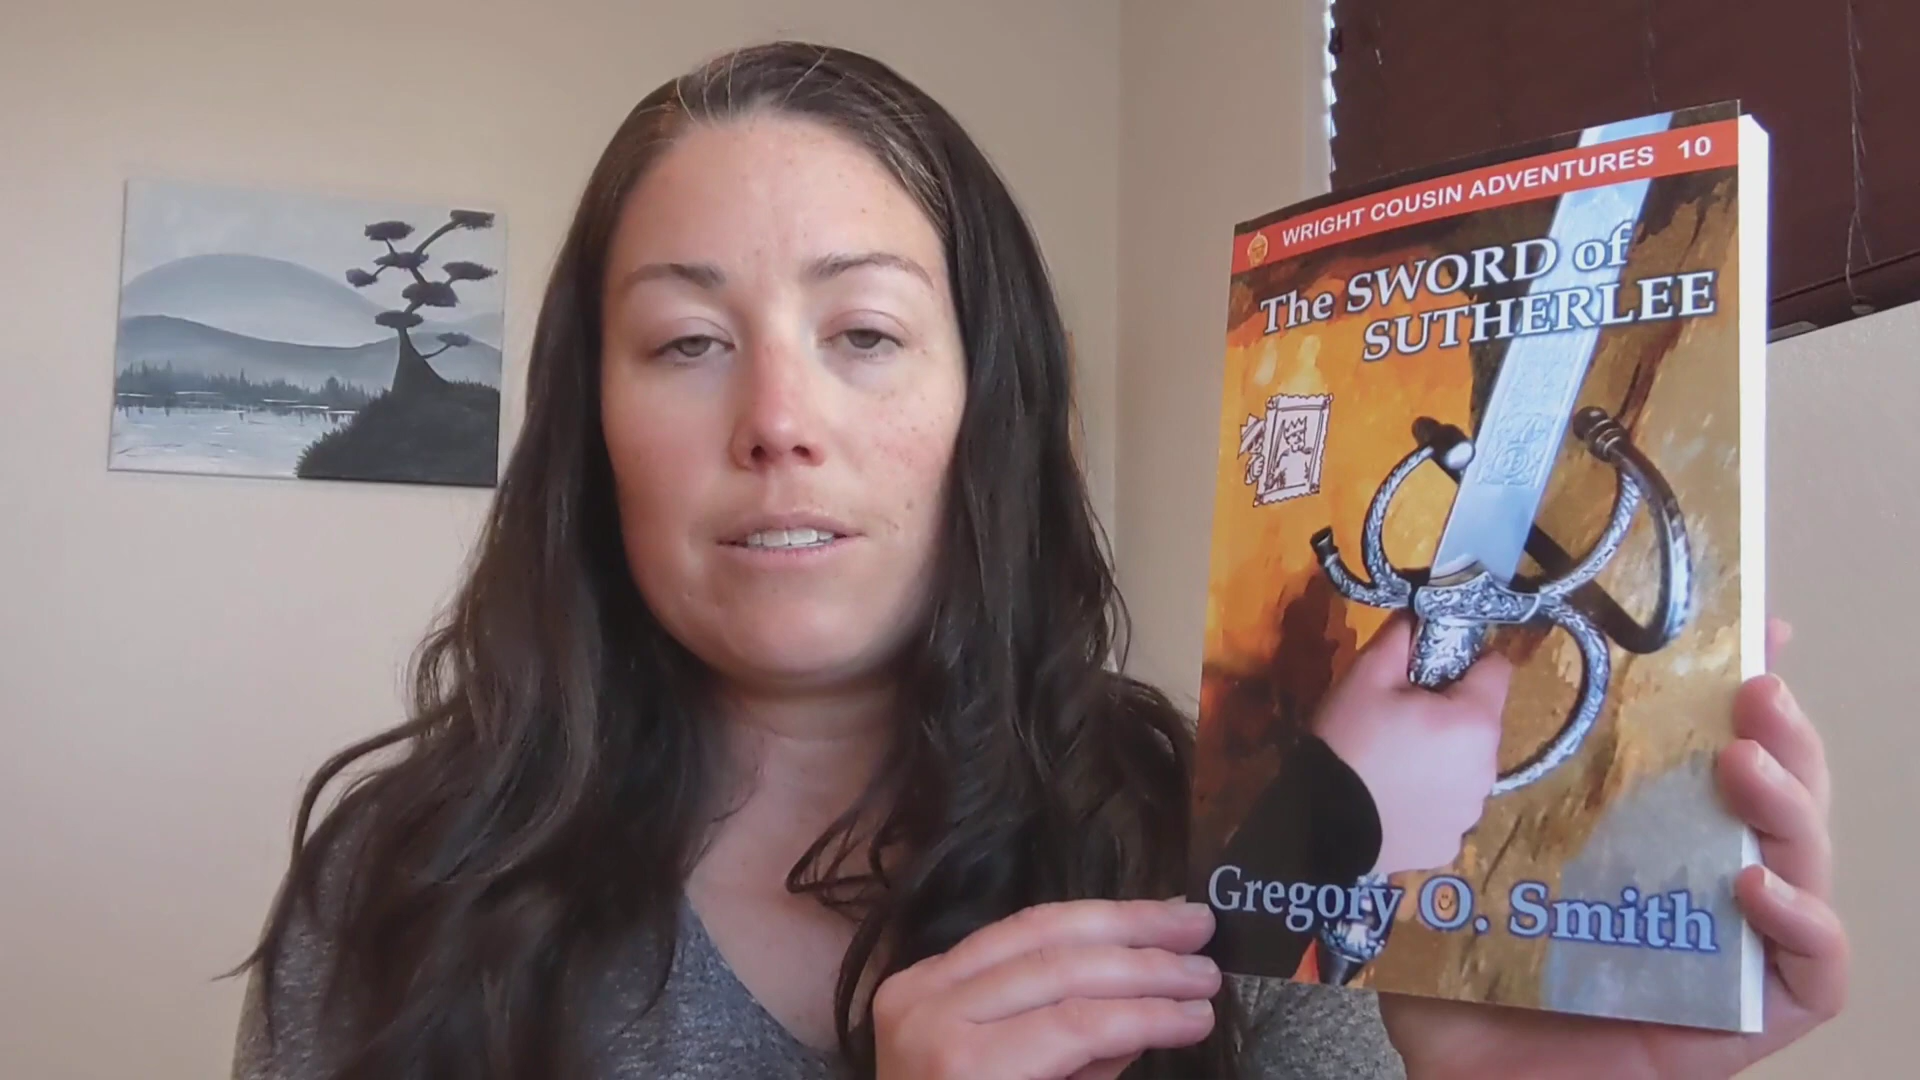 WRIGHT COUSIN ADVENTURES 10
The SWORD of
SUTHERLEE
Gregory O. Smith